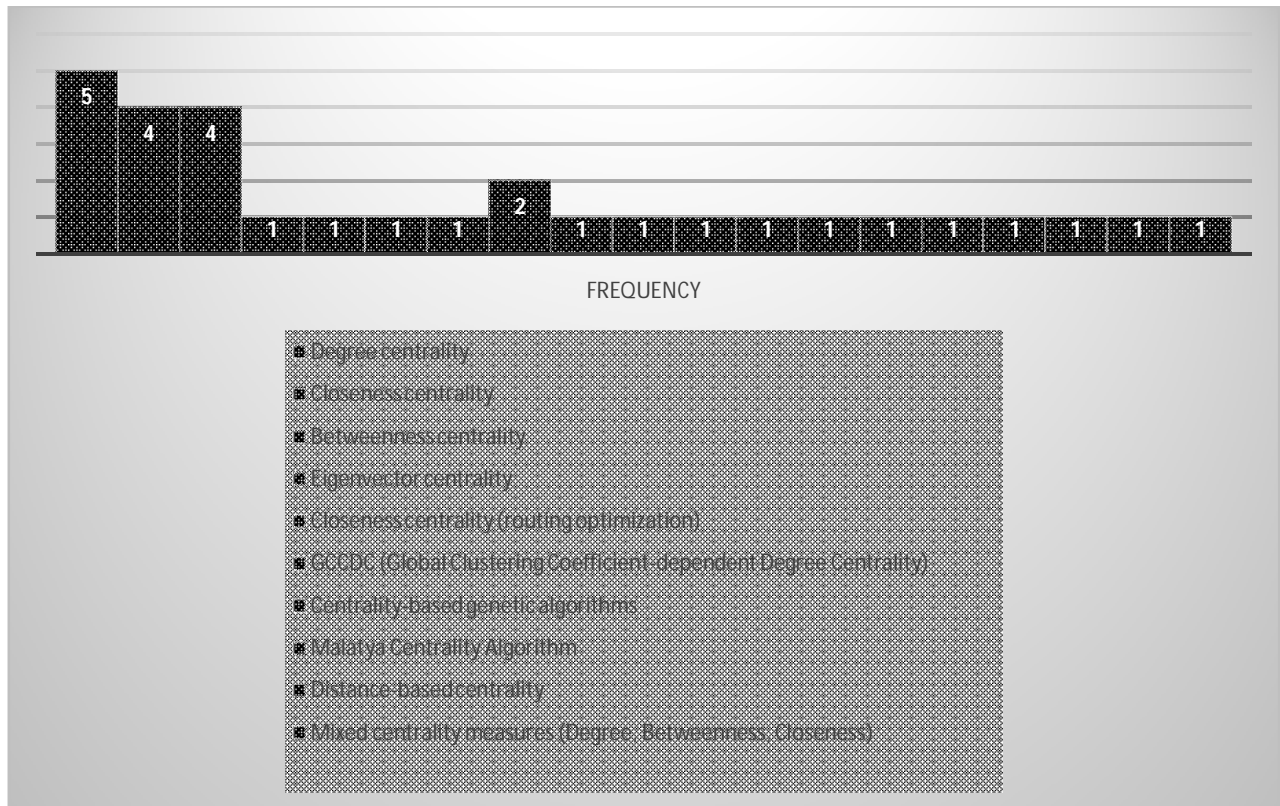 5
4 4
2
1 1 1 1 1 1 1 1 1 1 1 1 1 1 1
FREQUENCY
Degree centrality
Closeness centrality
Betweenness centrality
Eigenvector centrality
Closeness centrality (routing optimization)
GCCDC (Global Clustering Coefficient-dependent Degree Centrality)
Centrality-based genetic algorithms
Malatya Centrality Algorithm
Distance-based centrality
Mixed centrality measures (Degree, Betweenness, Closeness)